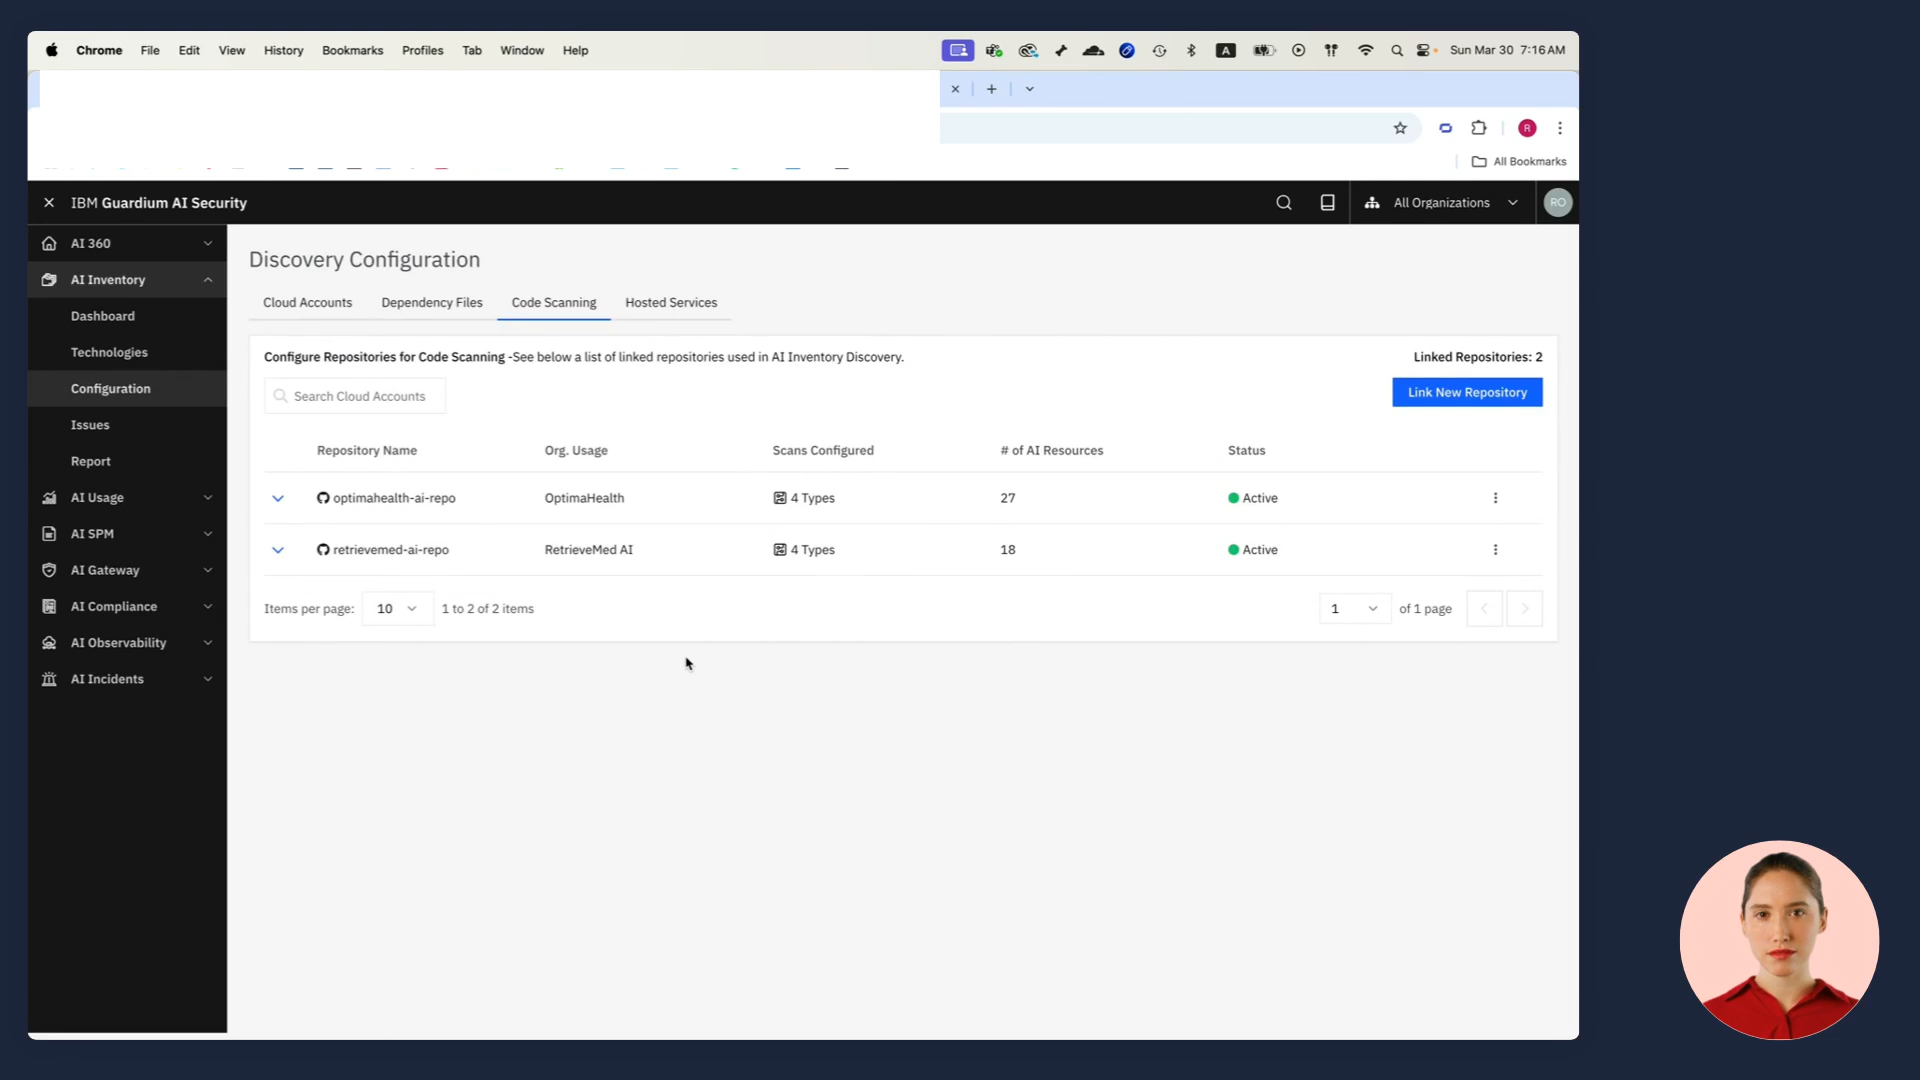 Chrome File Edit View History Bookmarks Profiles Tab Window Help A Sun Mar 30 7:16 AM
R
All Bookmarks
IBM Guardium AI Security All Organizations RO
AI 360
AI Inventory
Dashboard
Technologies
Configuration
Issues
Report
AI Usage
AI SPM
AI Gateway
AI Compliance
AI Observability
AI Incidents
Discovery Configuration
Cloud Accounts Dependency Files Code Scanning Hosted Services
Configure Repositories for Code Scanning -See below a list of linked repositories used in AI Inventory Discovery. Linked Repositories: 2
Search Cloud Accounts Link New Repository
Repository Name Org. Usage Scans Configured # of AI Resources Status
optimahealth-ai-repo OptimaHealth 4 Types 27 Active
retrievemed-ai-repo RetrieveMed AI 4 Types 18 Active
Items per page: 10 1 to 2 of 2 items 1 of 1 page